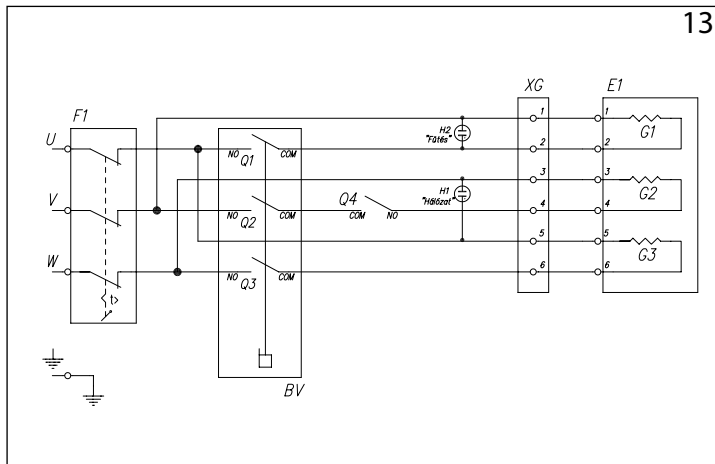 13
XG
E1
F1
1
1
U
H2
"Fűtés"
G1
NO
Q1
COM
2
2
3
3
V
H1
"Hálózat"
G2
NO
Q2
COM
Q4
COM
NO
4
4
5
5
W
G3
NO
Q3
COM
6
6
t>
BV